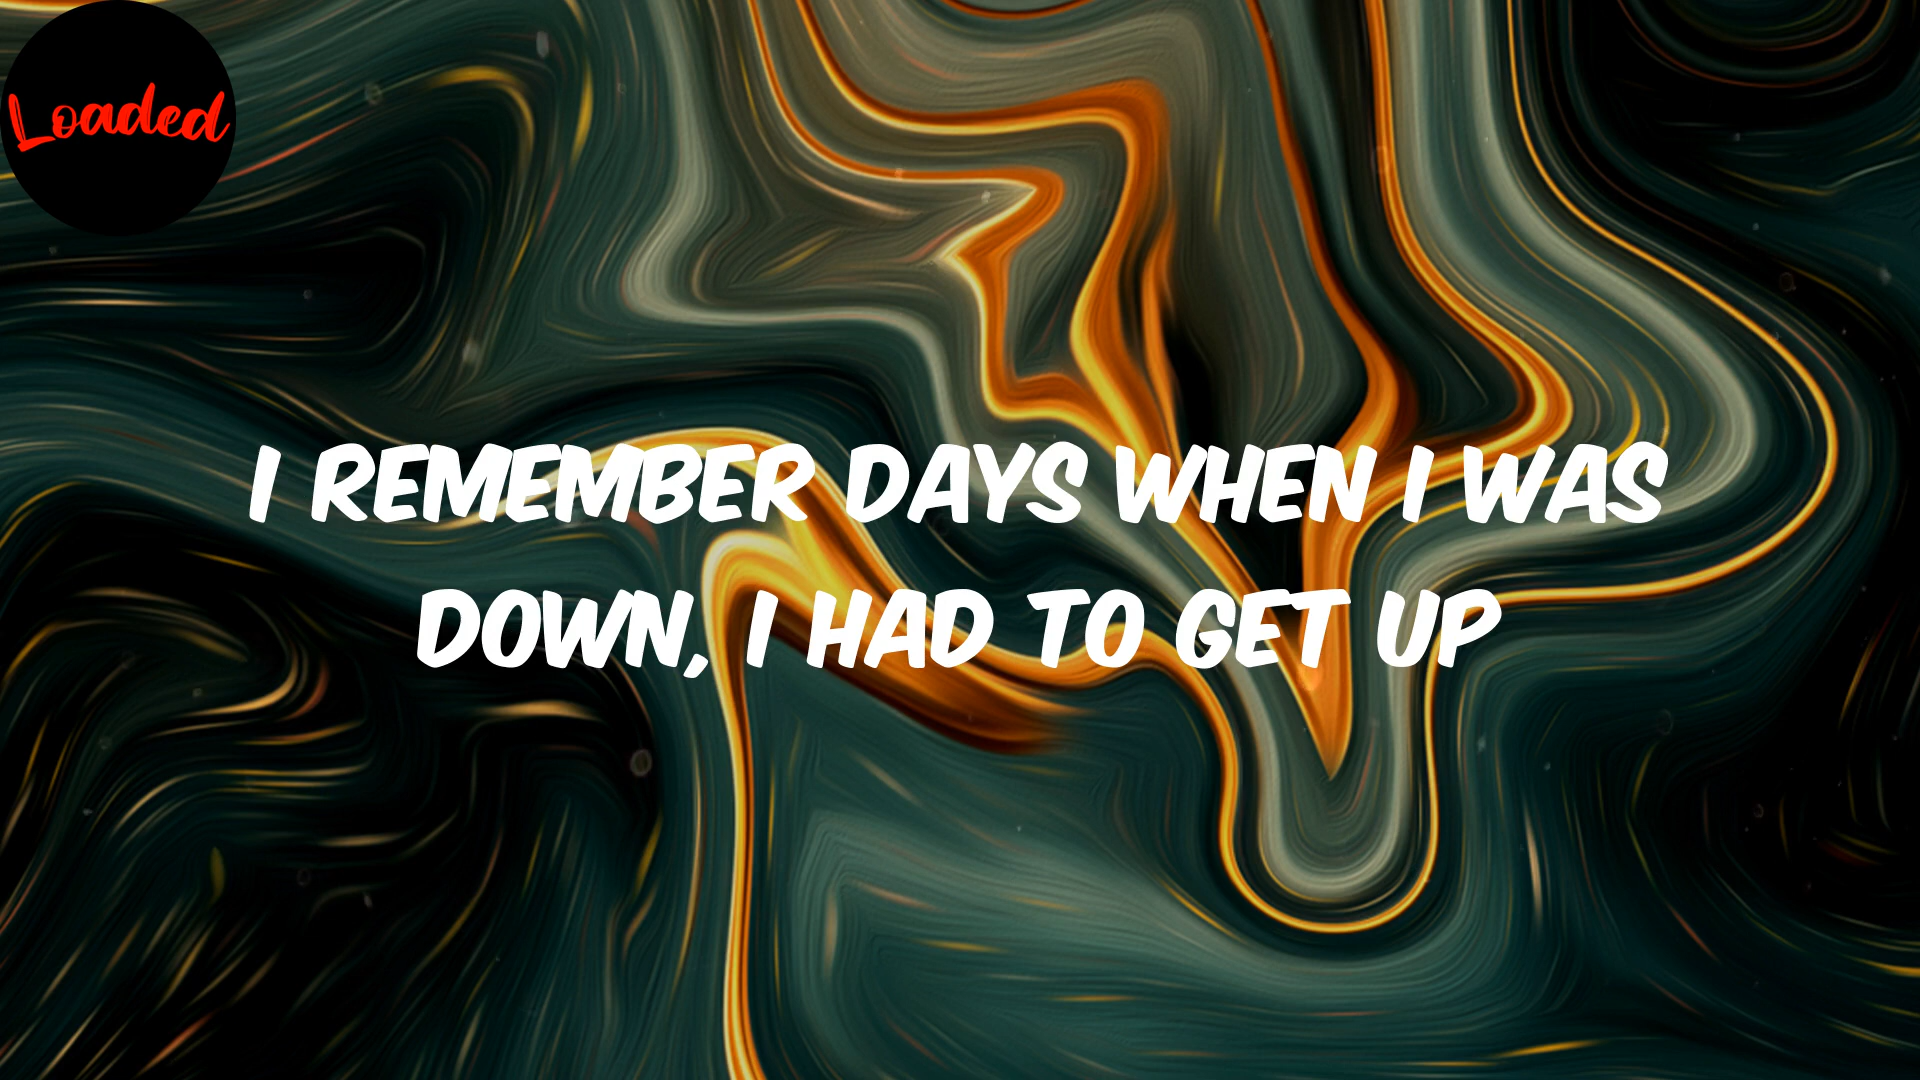 Loaded
I REMEMBER DAYS WHEN I WAS
DOWN, I HAD TO GET UP